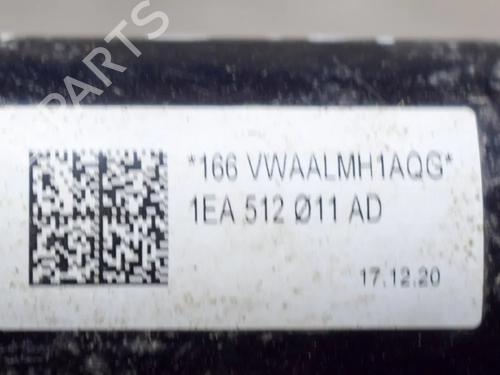 B-PARTS
*166 VWAALMH1AQG*
1EA 512 Ø11 AD
17.12.20